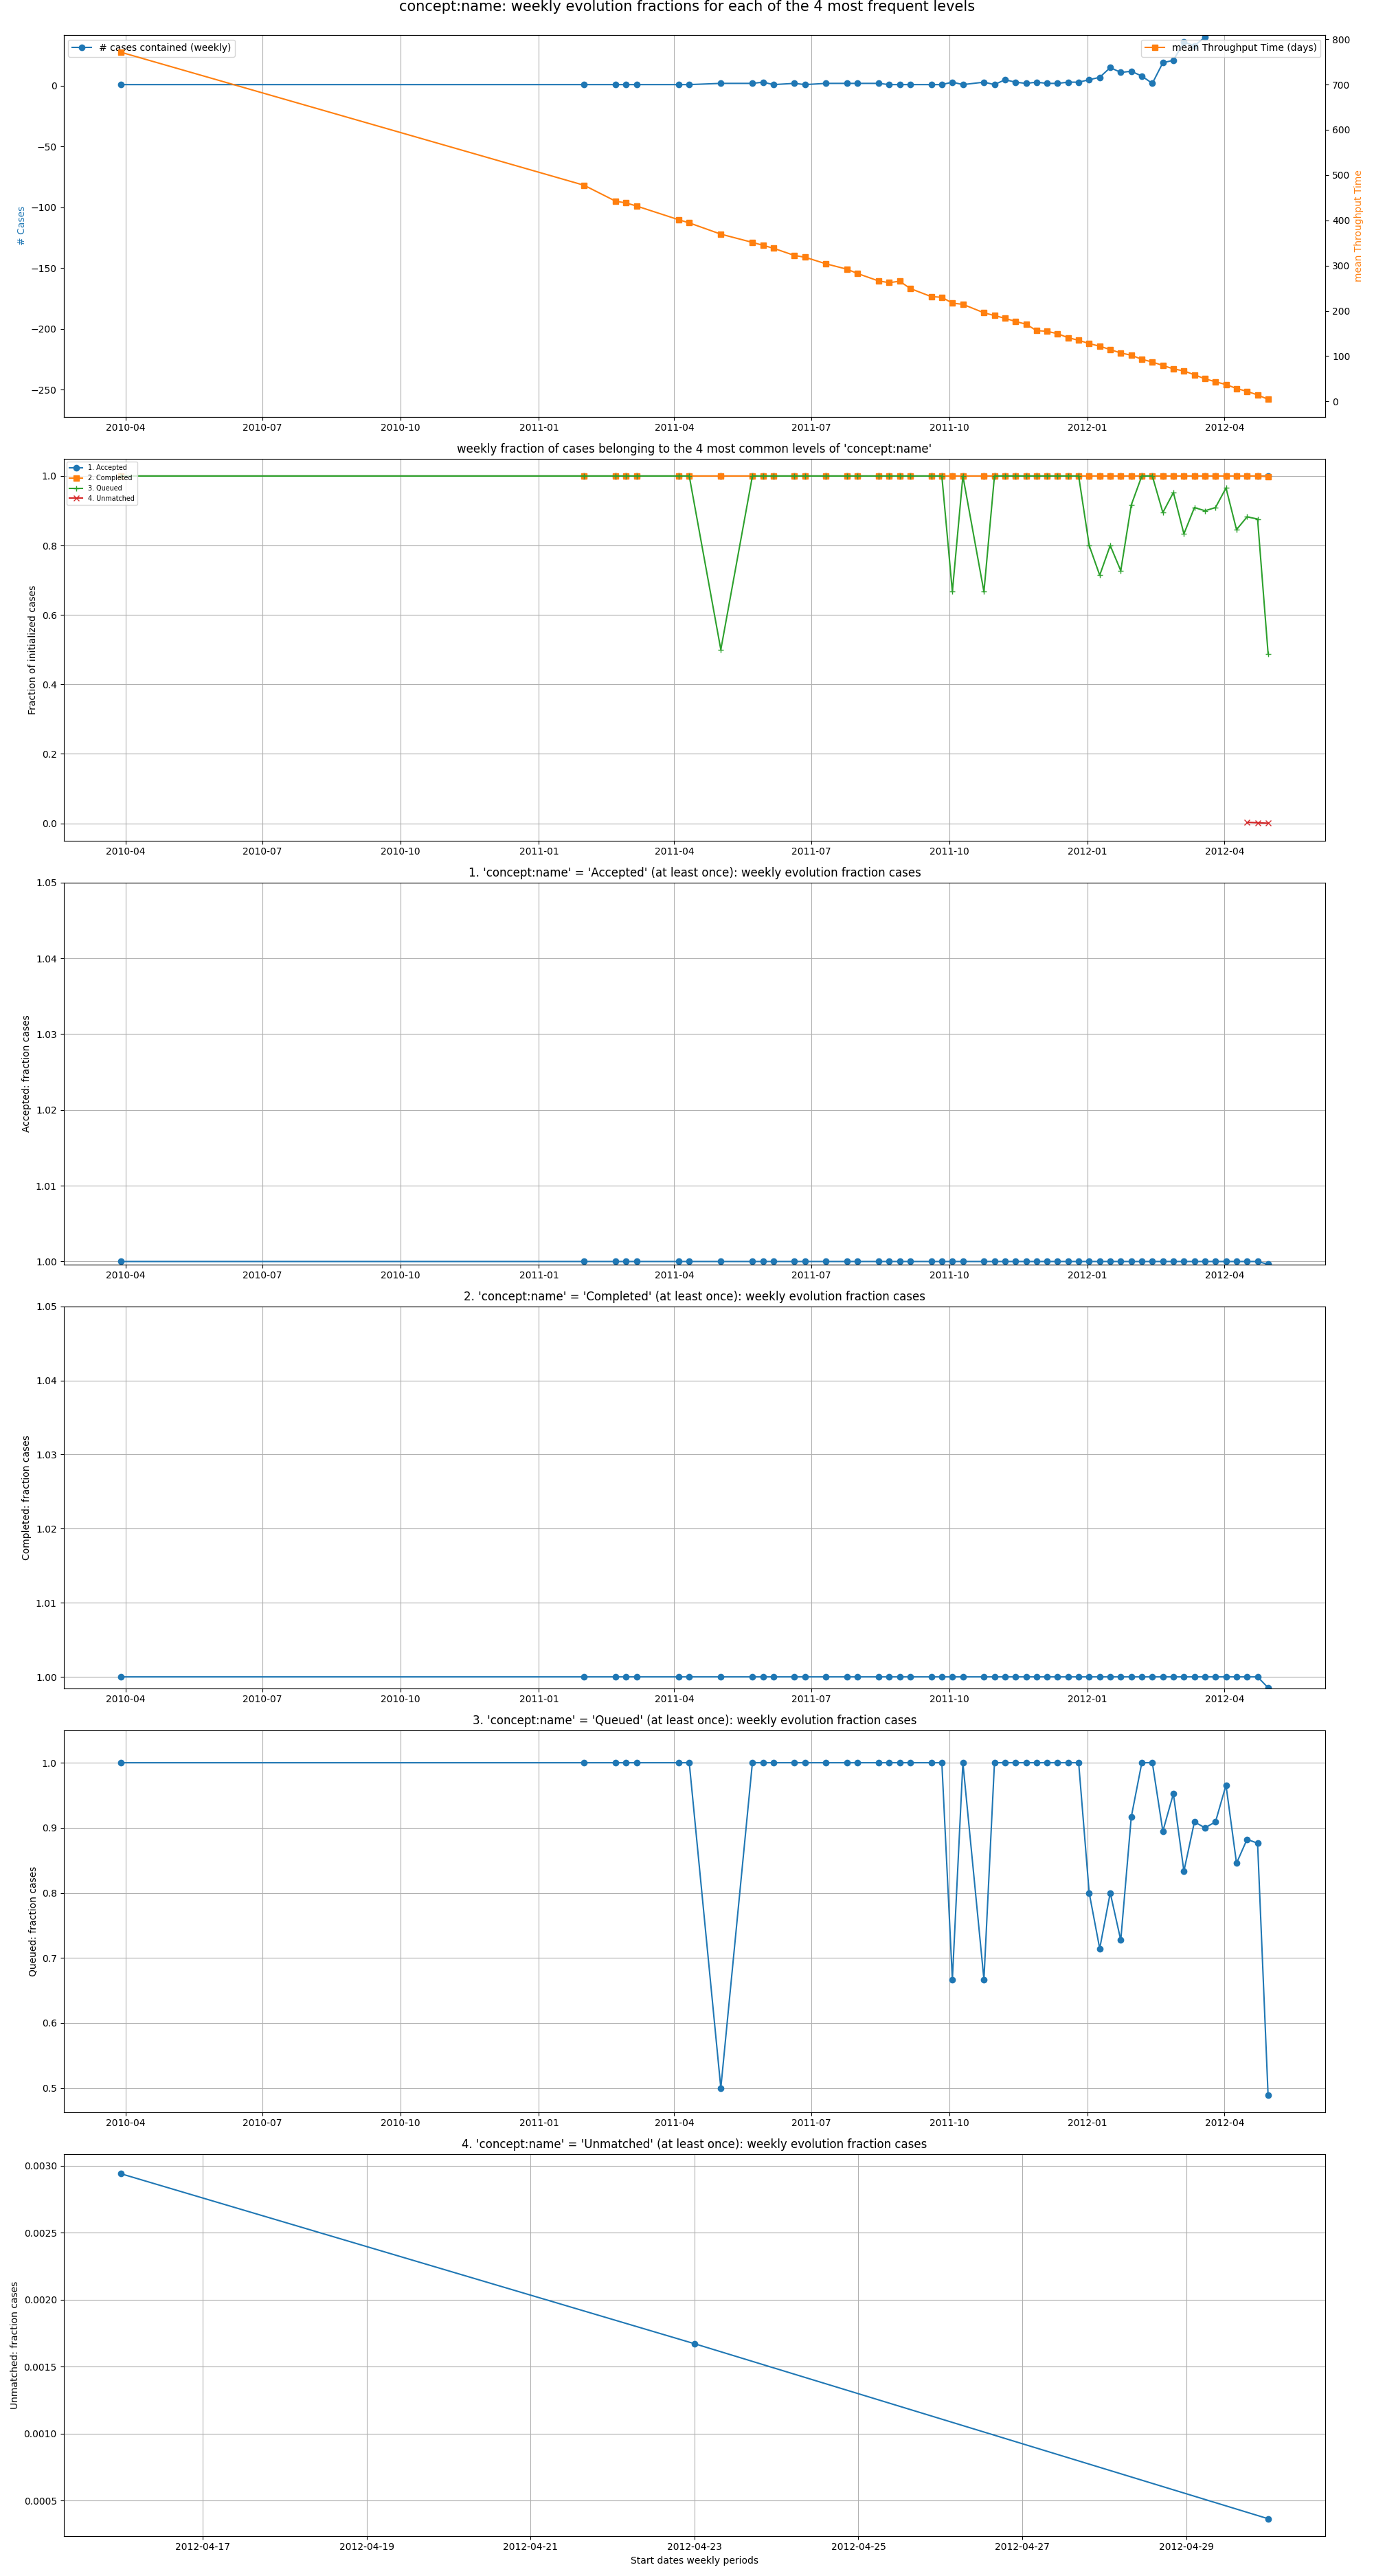 concept:name: weekly evolution fractions for each of the 4 most frequent levels
# cases contained (weekly)
mean Throughput Time (days)
# Cases
mean Throughput Time
0
−50
−100
−150
−200
−250
800
700
600
500
400
300
200
100
0
2010-04 2010-07 2010-10 2011-01 2011-04 2011-07 2011-10 2012-01 2012-04
weekly fraction of cases belonging to the 4 most common levels of 'concept:name'
1. Accepted
2. Completed
3. Queued
4. Unmatched
Fraction of initialized cases
1.0
0.8
0.6
0.4
0.2
0.0
2010-04 2010-07 2010-10 2011-01 2011-04 2011-07 2011-10 2012-01 2012-04
1. 'concept:name' = 'Accepted' (at least once): weekly evolution fraction cases
Accepted: fraction cases
1.05
1.04
1.03
1.02
1.01
1.00
2010-04 2010-07 2010-10 2011-01 2011-04 2011-07 2011-10 2012-01 2012-04
2. 'concept:name' = 'Completed' (at least once): weekly evolution fraction cases
Completed: fraction cases
1.05
1.04
1.03
1.02
1.01
1.00
2010-04 2010-07 2010-10 2011-01 2011-04 2011-07 2011-10 2012-01 2012-04
3. 'concept:name' = 'Queued' (at least once): weekly evolution fraction cases
Queued: fraction cases
1.0
0.9
0.8
0.7
0.6
0.5
2010-04 2010-07 2010-10 2011-01 2011-04 2011-07 2011-10 2012-01 2012-04
4. 'concept:name' = 'Unmatched' (at least once): weekly evolution fraction cases
Unmatched: fraction cases
0.0030
0.0025
0.0020
0.0015
0.0010
0.0005
2012-04-17 2012-04-19 2012-04-21 2012-04-23 2012-04-25 2012-04-27 2012-04-29
Start dates weekly periods